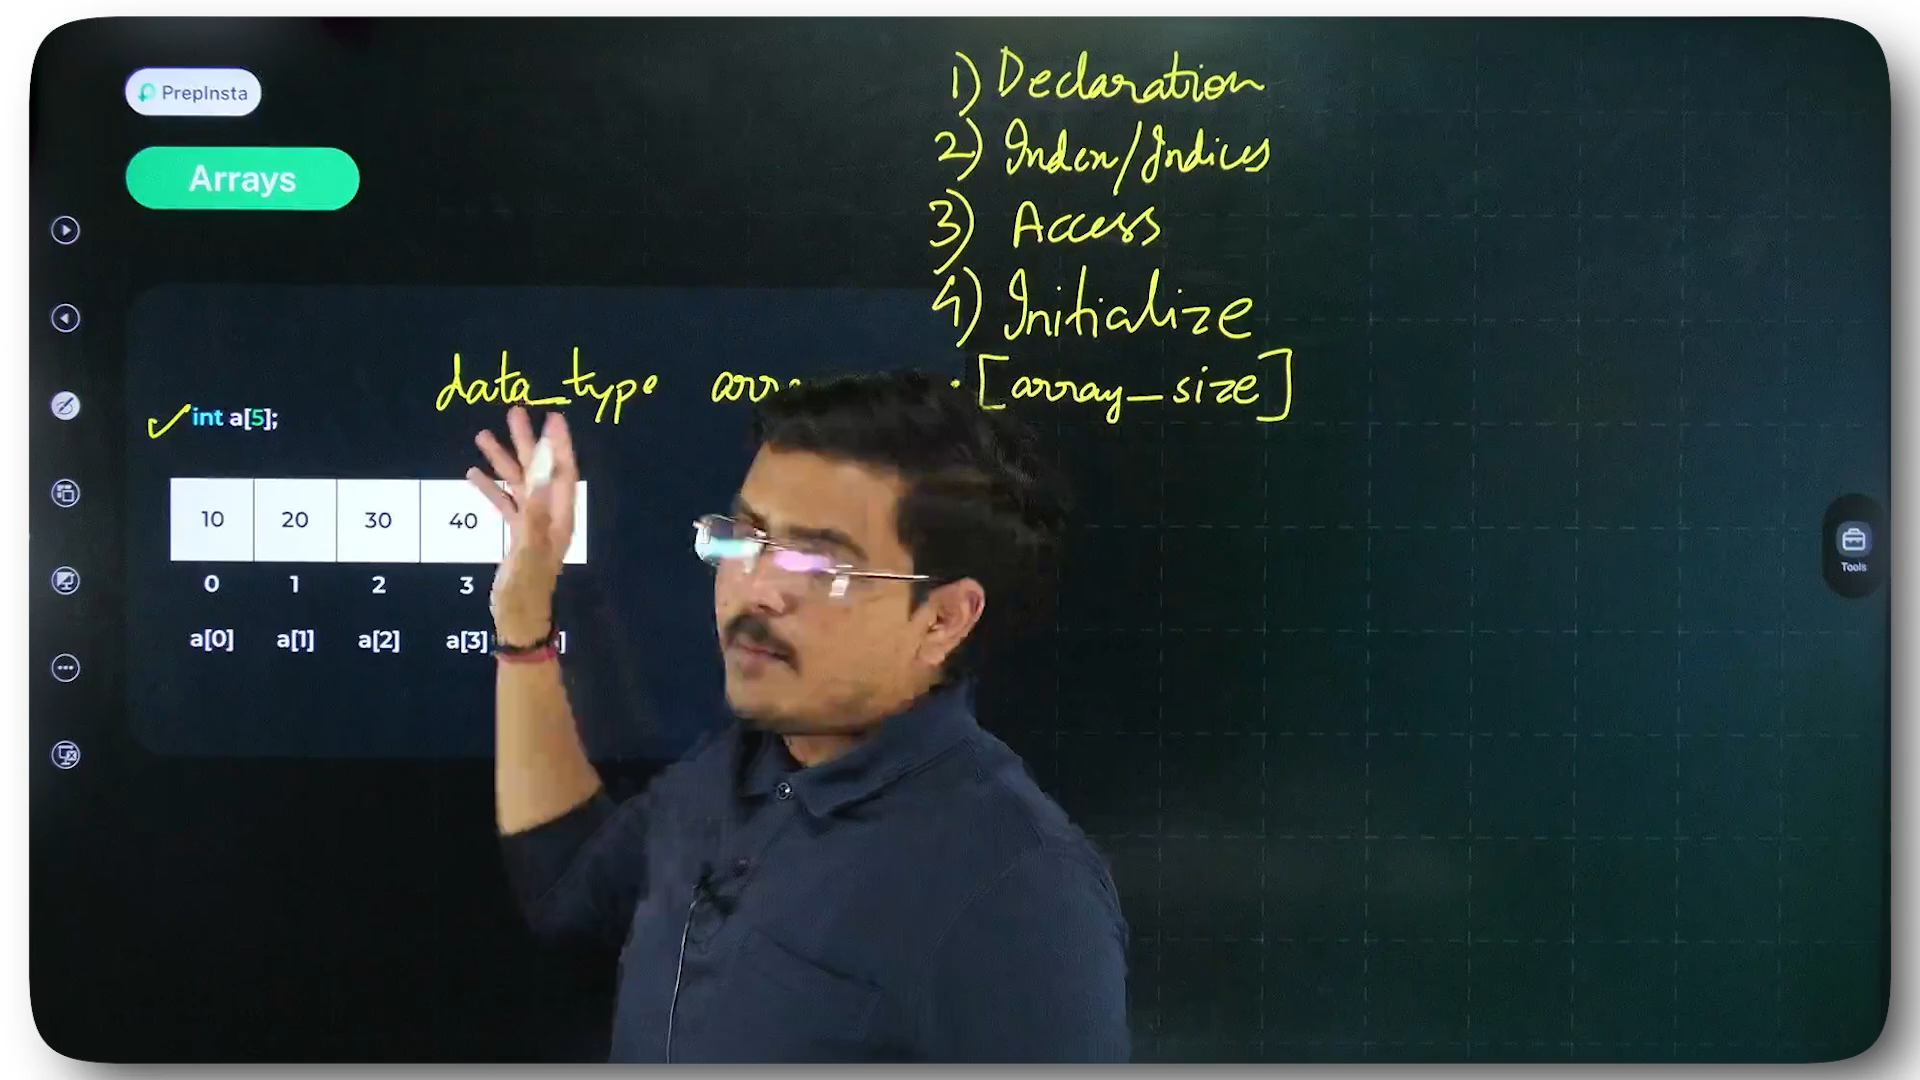 PrepInsta
Arrays
1) Declaration
2) Index/Indices
3) Access
4) Initialize
data_type [array_size]
int a[5];
10 20 30 40
0 1 2 3
a[0] a[1] a[2] a[3] ]
Tools